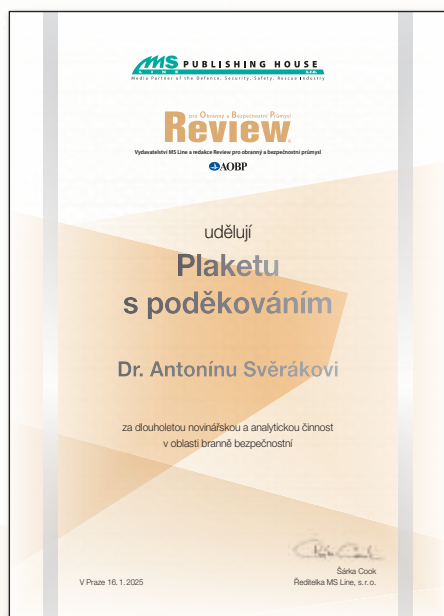 MS PUBLISHING HOUSE
LINE s.r.o.
Media Partner of the Defence, Security, Safety, Rescue Industry
pro Obranný a Bezpečnostní Průmysl
Review
Vydavatelství MS Line a redakce Review pro obranný a bezpečnostní průmysl
AOBP
udělují
Plaketu
s poděkováním
Dr. Antonínu Svěrákovi
za dlouholetou novinářskou a analytickou činnost
v oblasti branně bezpečnostní
Šárka Cook
V Praze 16. 1. 2025 Ředitelka MS Line, s. r. o.